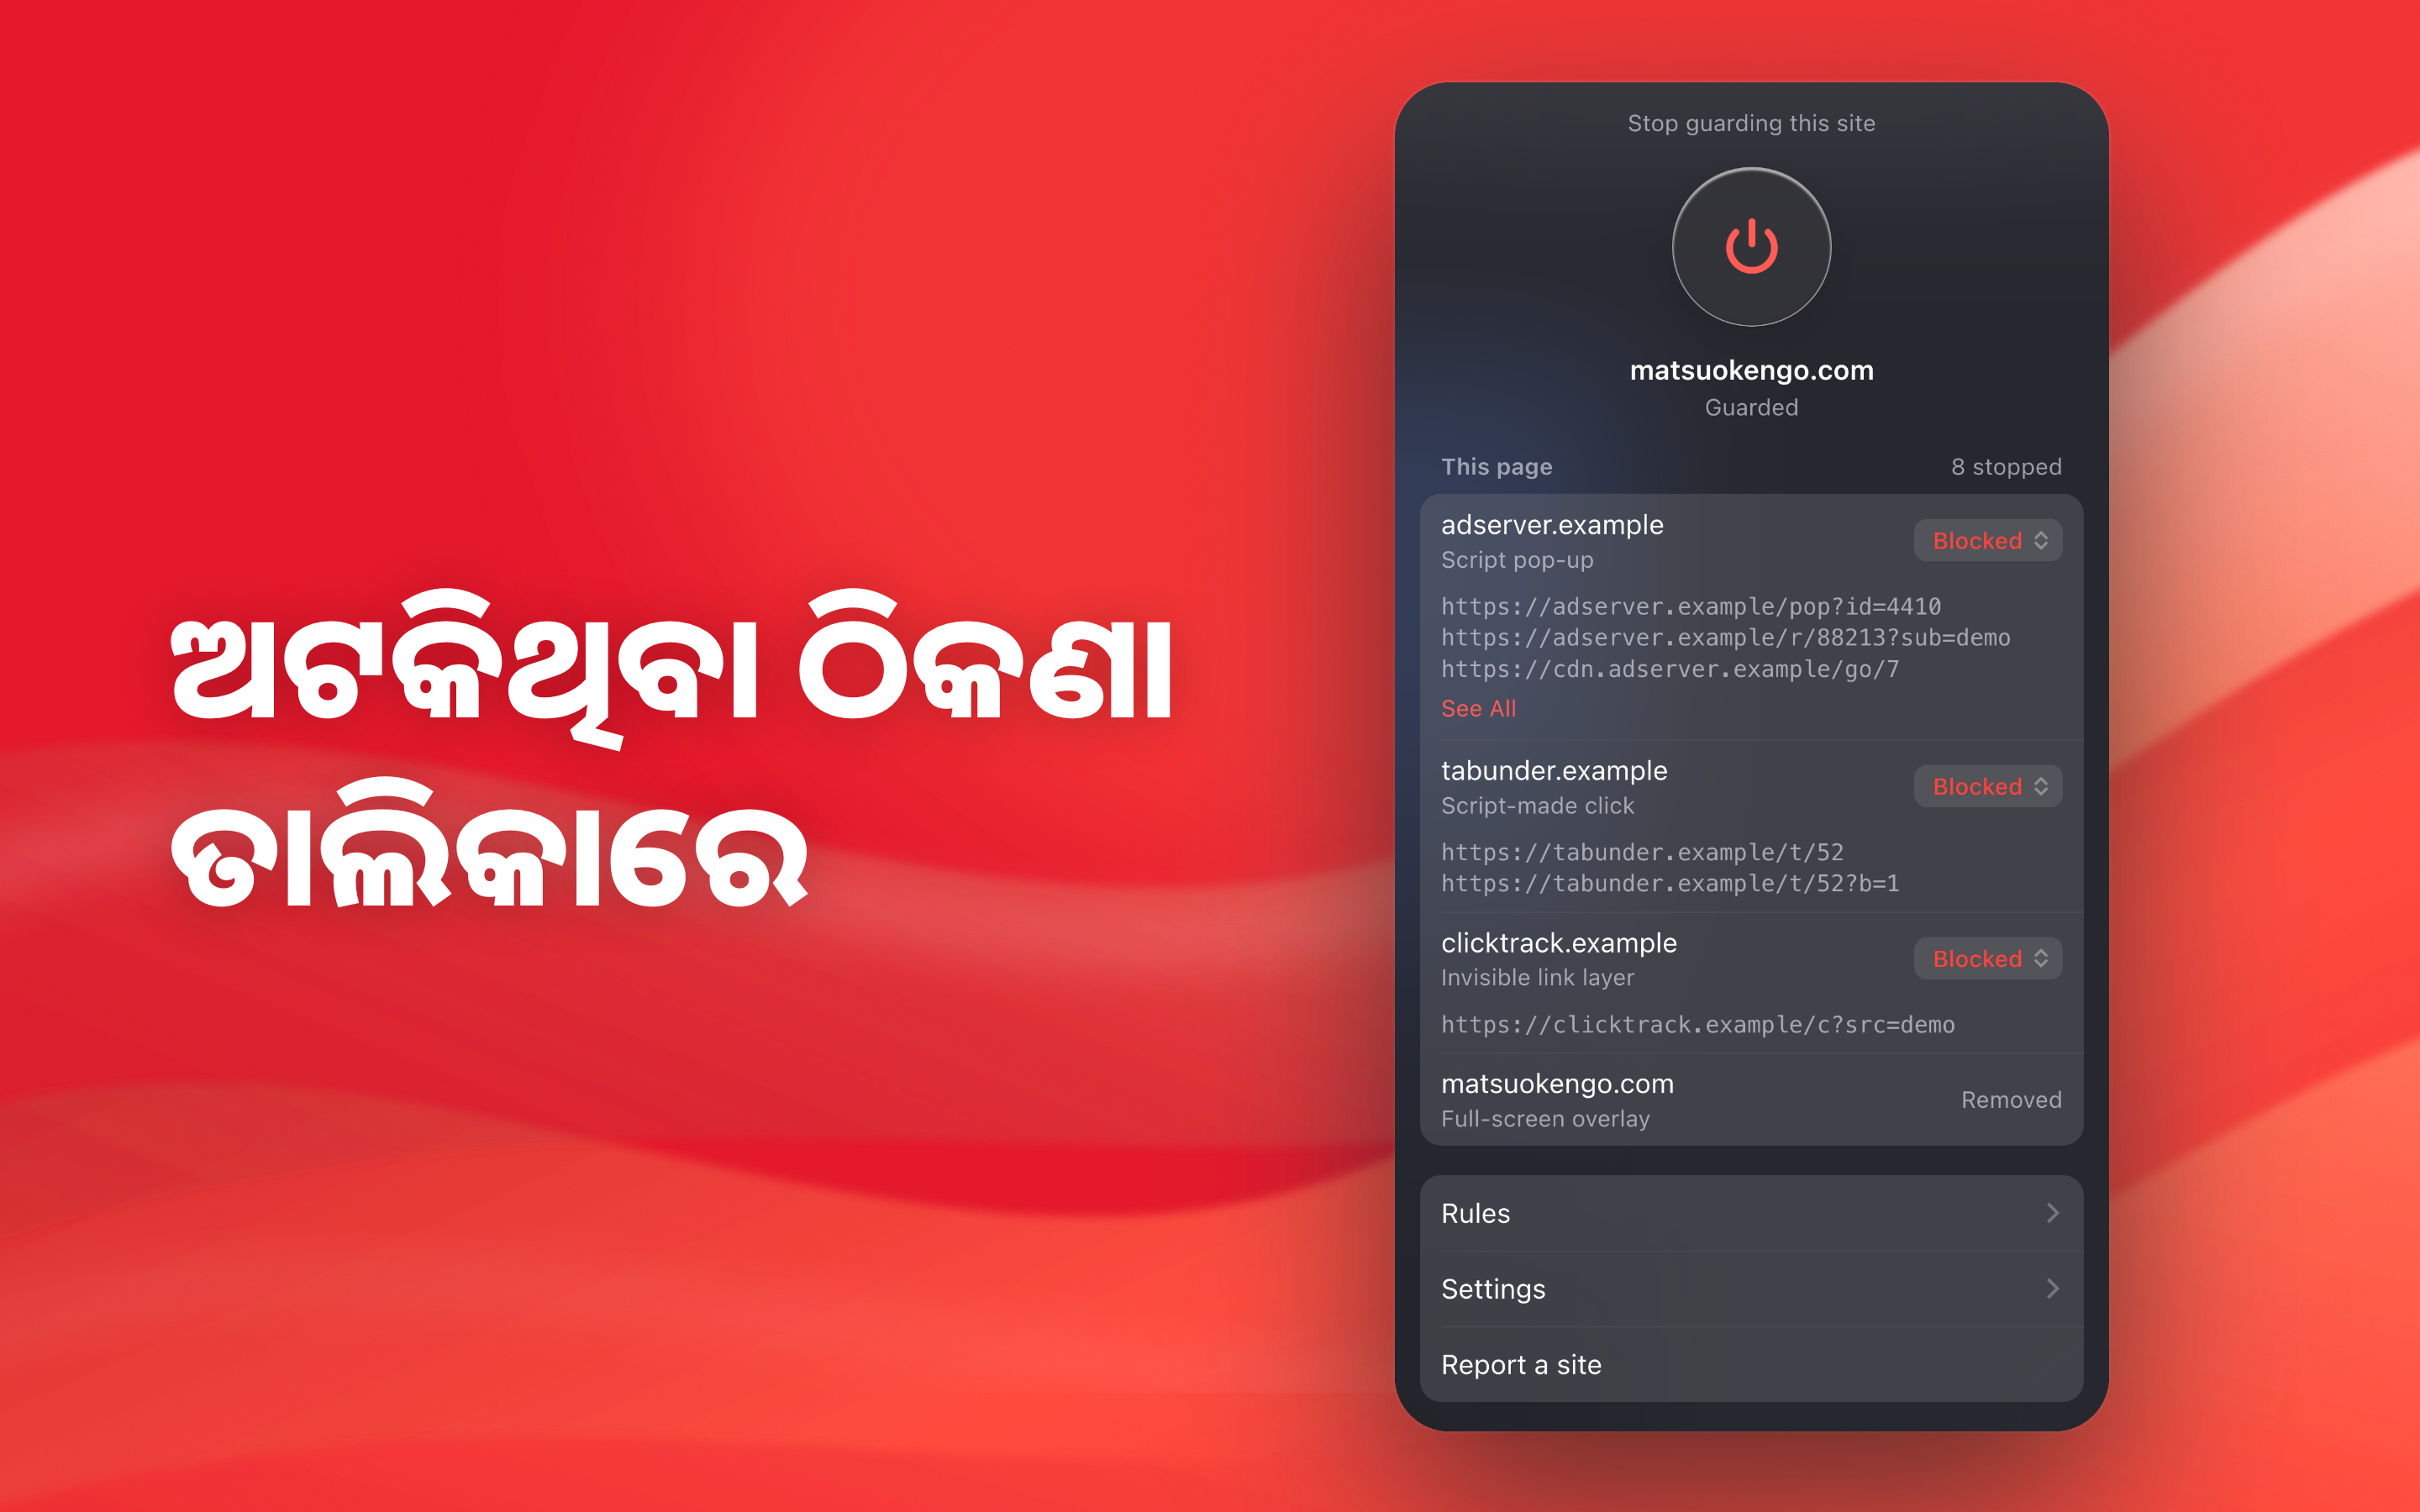 ଅଟକିଥିବା ଠିକଣା
ତାଲିକାରେ
Stop guarding this site
matsuokengo.com
Guarded
This page
8 stopped
adserver.example
Blocked
Script pop-up
https://adserver.example/pop?id=4410
https://adserver.example/r/88213?sub=demo
https://cdn.adserver.example/go/7
See All
tabunder.example
Blocked
Script-made click
https://tabunder.example/t/52
https://tabunder.example/t/52?b=1
clicktrack.example
Blocked
Invisible link layer
https://clicktrack.example/c?src=demo
matsuokengo.com
Removed
Full-screen overlay
Rules
Settings
Report a site